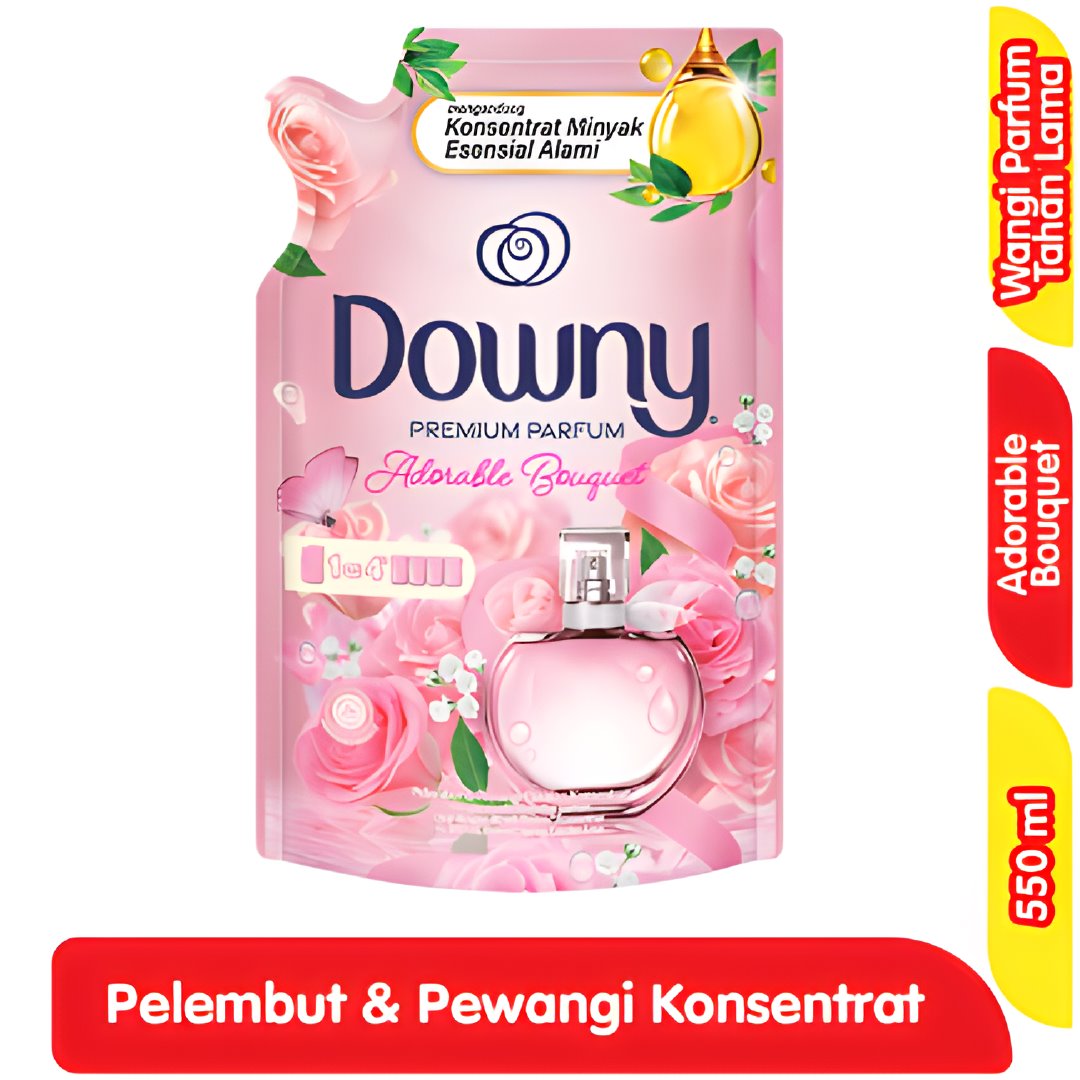 Konsentrat Minyak
Esensial Alami
Downy
PREMIUM PARFUM
Adorable Bouquet
Wangi Parfum
Tahan Lama
Adorable
Bouquet
550 ml
Pelembut & Pewangi Konsentrat